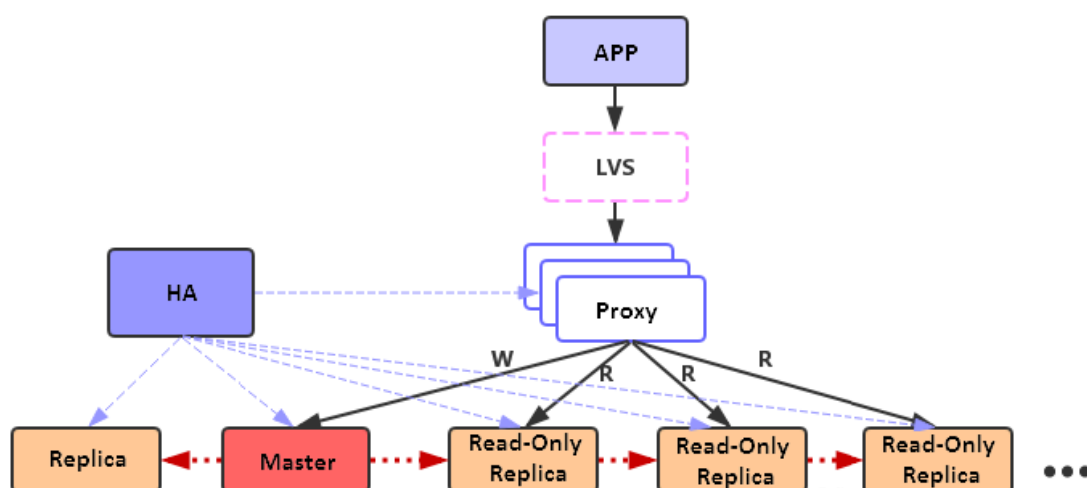 APP
LVS
HA
Proxy
W
R
R
R
Replica
Master
Read-Only
Replica
Read-Only
Replica
Read-Only
Replica